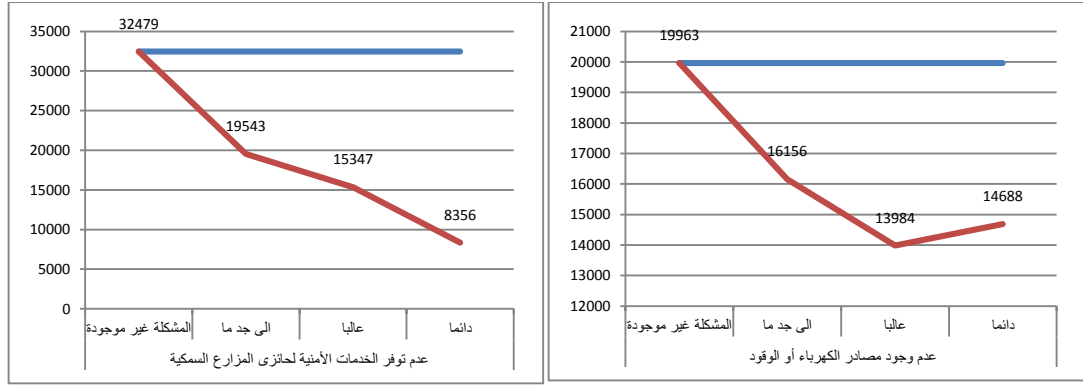 35000
30000
25000
20000
15000
10000
5000
0
32479
19543
15347
8356
المشكلة غير موجودة
الى جد ما
عالبا
دائما
عدم توفر الخدمات الأمنية لحائزى المزارع السمكية
21000
20000
19000
18000
17000
16000
15000
14000
13000
12000
19963
16156
13984
14688
المشكلة غير موجودة
الى جد ما
عالبا
دائما
عدم وجود مصادر الكهرباء أو الوقود